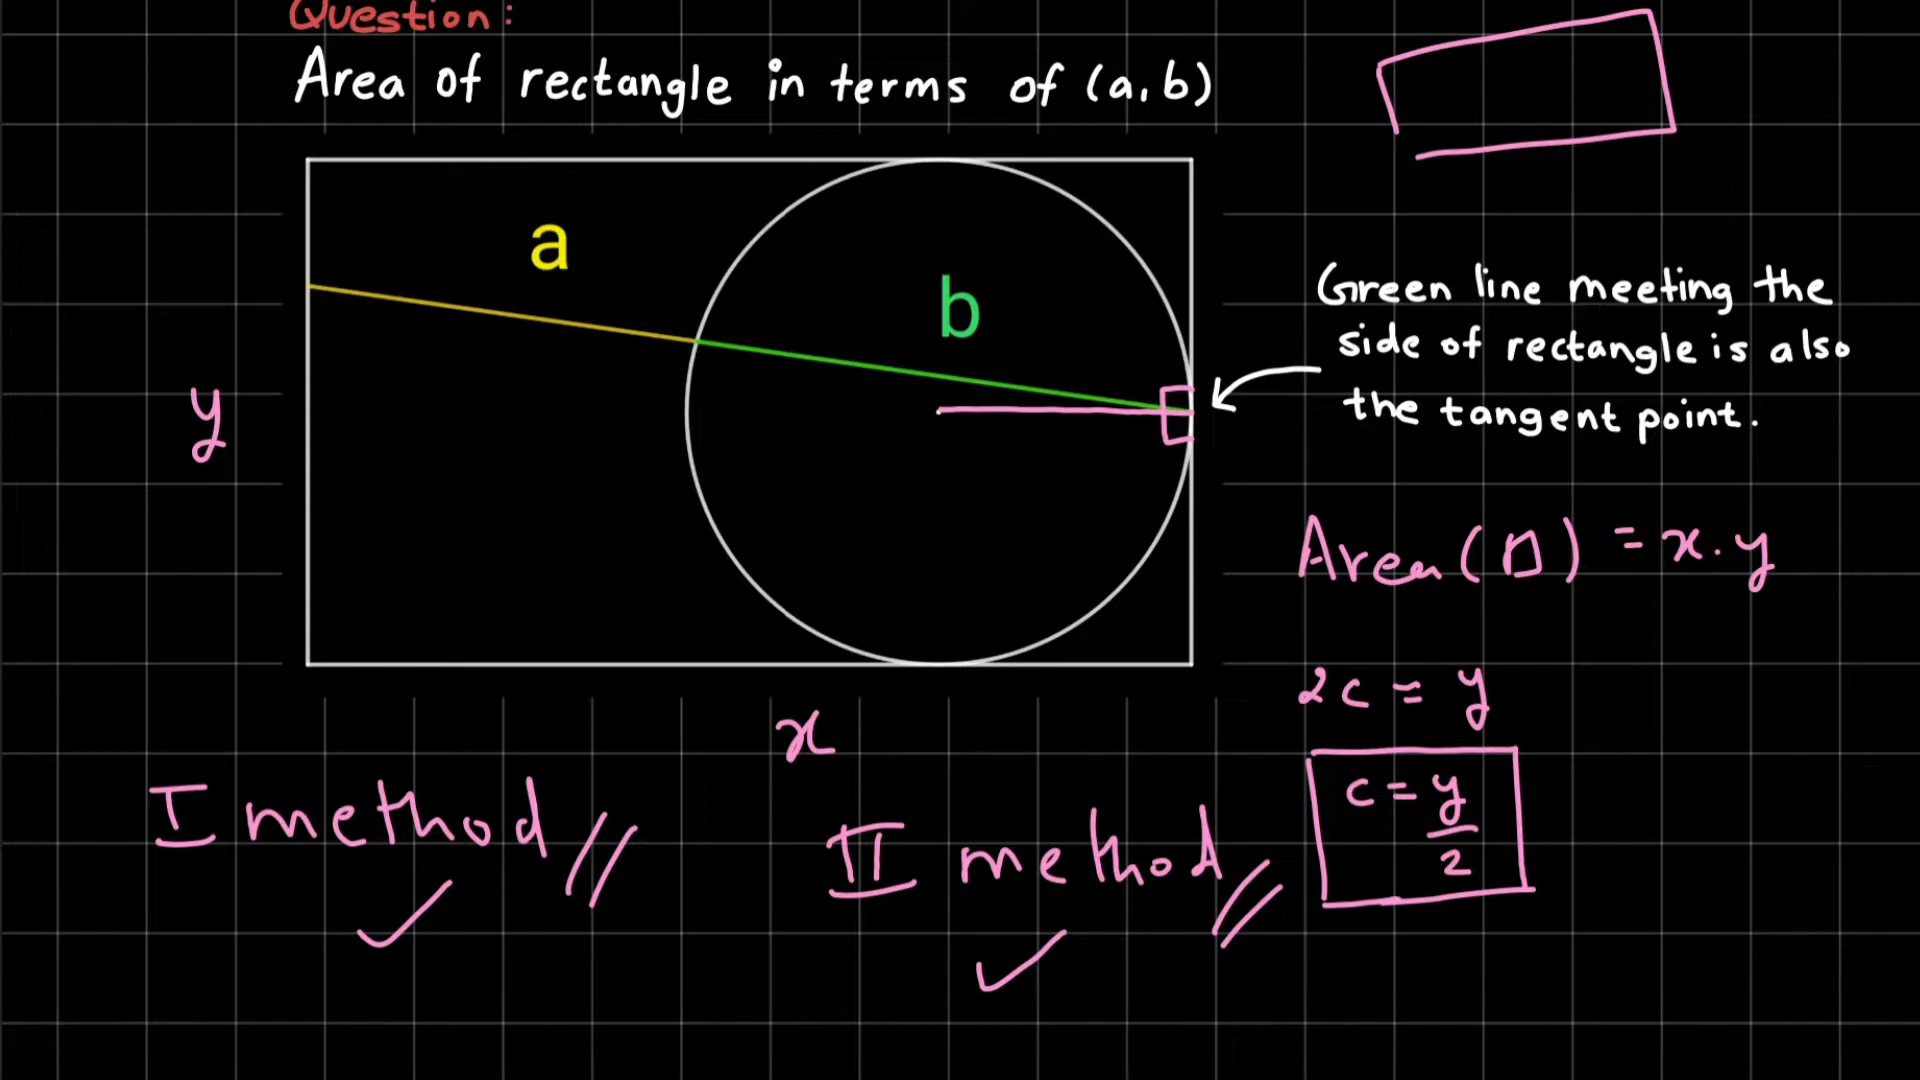 Question:
Area of rectangle in terms of (a,b)
a
b
Green line meeting the
side of rectangle is also
the tangent point.
y
Area (▱) = x.y
x
2c = y
c = y/2
I method //
II method //